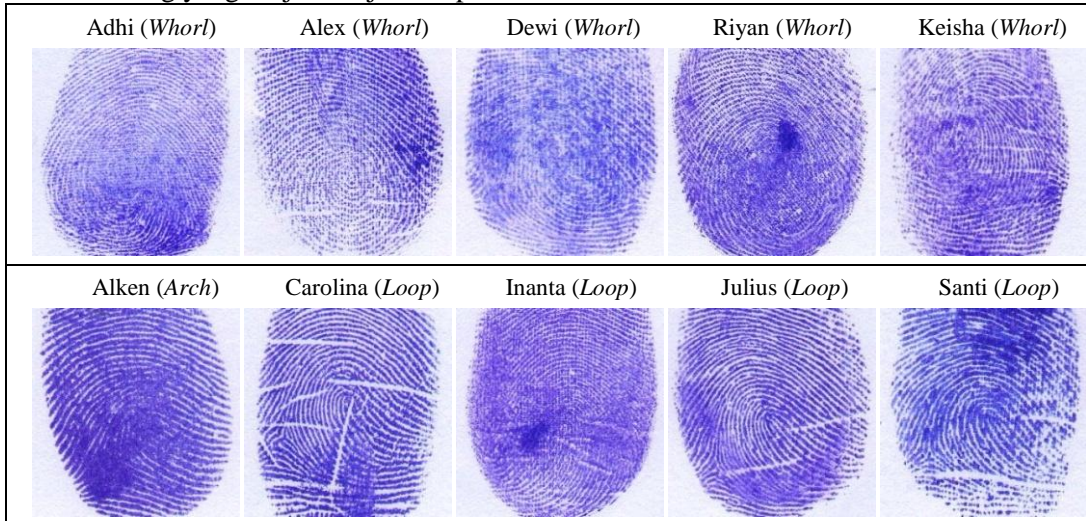 Adhi (Whorl) Alex (Whorl) Dewi (Whorl) Riyan (Whorl) Keisha (Whorl)
Alken (Arch) Carolina (Loop) Inanta (Loop) Julius (Loop) Santi (Loop)